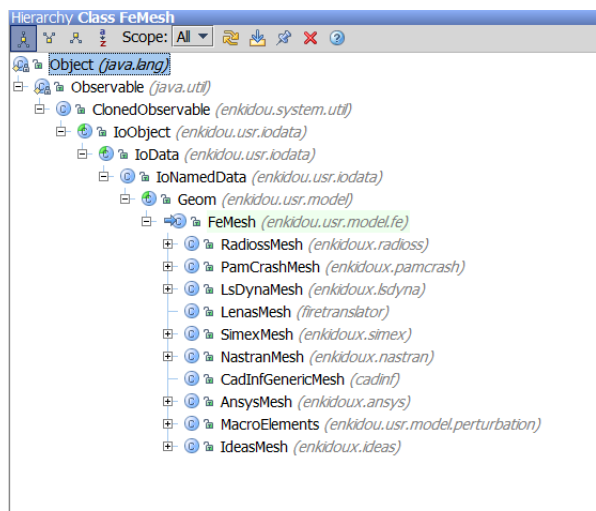 Hierarchy Class FeMesh
Scope: All
Object (java.lang)
Observable (java.util)
ClonedObservable (enkidou.system.util)
IoObject (enkidou.usr.iodata)
IoData (enkidou.usr.iodata)
IoNamedData (enkidou.usr.iodata)
Geom (enkidou.usr.model)
FeMesh (enkidou.usr.model.fe)
RadiossMesh (enkidoux.radioss)
PamCrashMesh (enkidoux.pamcrash)
LsDynaMesh (enkidoux.lsdyna)
LenasMesh (firetranslator)
SimexMesh (enkidoux.simex)
NastranMesh (enkidoux.nastran)
CadInfGenericMesh (cadinf)
AnsysMesh (enkidoux.ansys)
MacroElements (enkidou.usr.model.perturbation)
IdeasMesh (enkidoux.ideas)